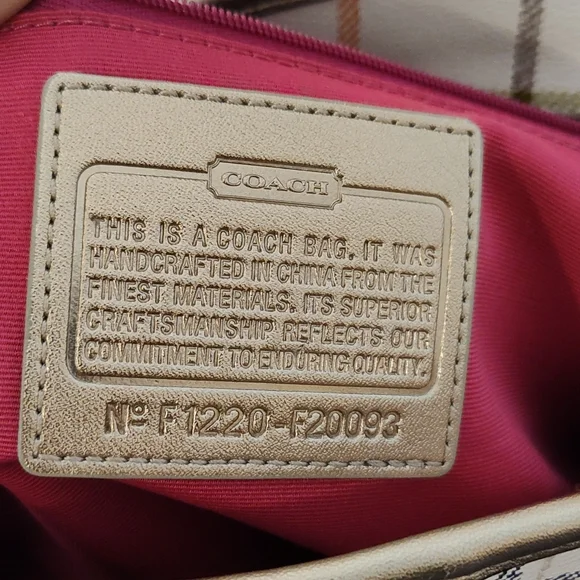 COACH
THIS IS A COACH BAG. IT WAS
HANDCRAFTED IN CHINA FROM THE
FINEST MATERIALS. ITS SUPERIOR
CRAFTSMANSHIP REFLECTS OUR
COMMITMENT TO ENDURING QUALITY.
Nº F1220-F20093